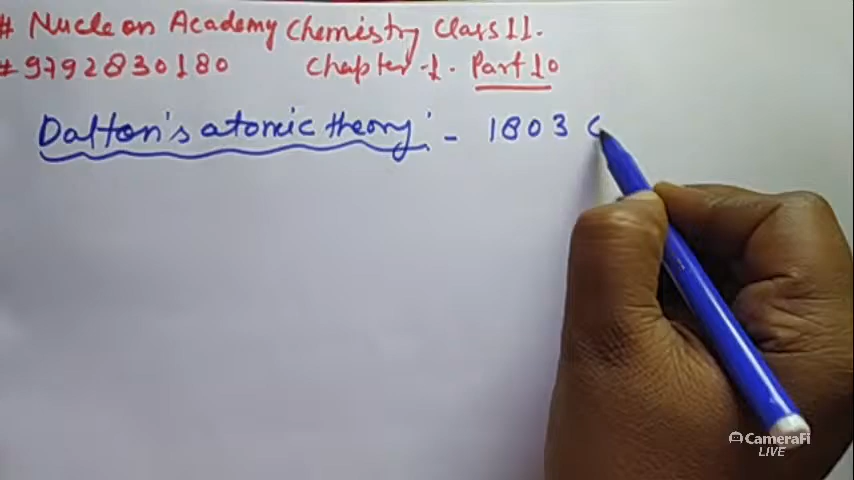 # Nucleon Academy Chemistry Class 11.
# 9792830180 Chapter-1. Part 10
Dalton's atomic theory:- 1803 (
CameraFi
LIVE